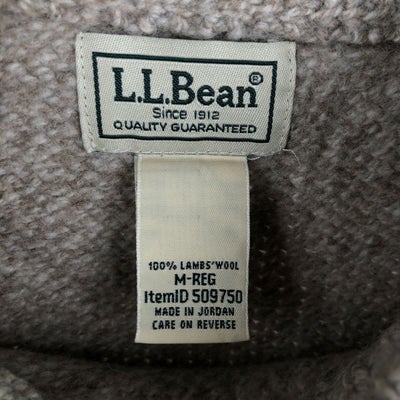 L.L.Bean®
Since 1912
QUALITY GUARANTEED
100% LAMBS' WOOL
M-REG
ItemID 509750
MADE IN JORDAN
CARE ON REVERSE